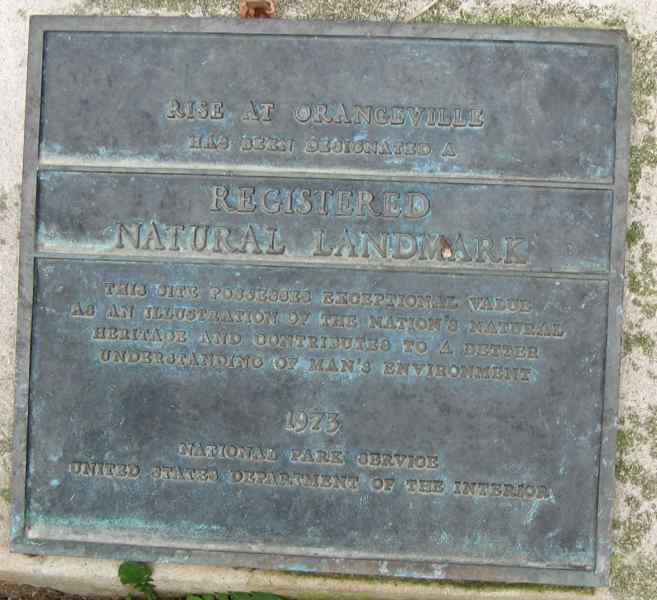 RISE AT ORANGEVILLE
HAS BEEN DESIGNATED A
REGISTERED
NATURAL LANDMARK
THIS SITE POSSESSES EXCEPTIONAL VALUE
AS AN ILLUSTRATION OF THE NATION'S NATURAL
HERITAGE AND CONTRIBUTES TO A BETTER
UNDERSTANDING OF MAN'S ENVIRONMENT
1973
NATIONAL PARK SERVICE
UNITED STATES DEPARTMENT OF THE INTERIOR